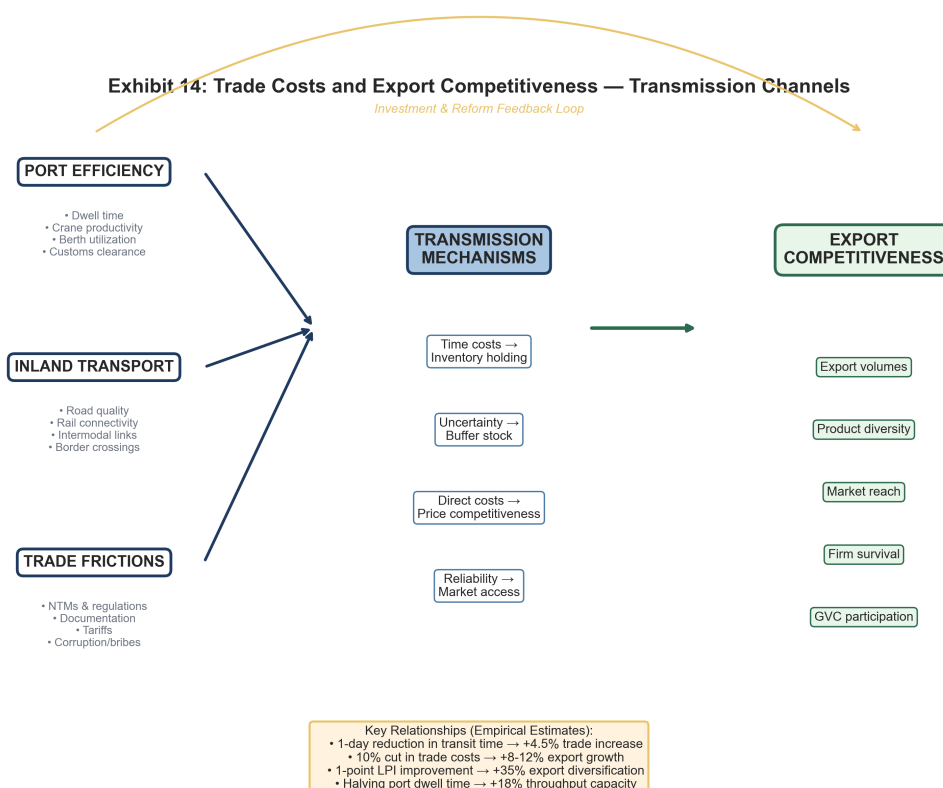 Exhibit 14: Trade Costs and Export Competitiveness — Transmission Channels
Investment & Reform Feedback Loop
PORT EFFICIENCY
• Dwell time
• Crane productivity
• Berth utilization
• Customs clearance
INLAND TRANSPORT
• Road quality
• Rail connectivity
• Intermodal links
• Border crossings
TRADE FRICTIONS
• NTMs & regulations
• Documentation
• Tariffs
• Corruption/bribes
TRANSMISSION
MECHANISMS
Time costs →
Inventory holding
Uncertainty →
Buffer stock
Direct costs →
Price competitiveness
Reliability →
Market access
EXPORT
COMPETITIVENESS
Export volumes
Product diversity
Market reach
Firm survival
GVC participation
Key Relationships (Empirical Estimates):
• 1-day reduction in transit time → +4.5% trade increase
• 10% cut in trade costs → +8-12% export growth
• 1-point LPI improvement → +35% export diversification
• Halving port dwell time → +18% throughput capacity